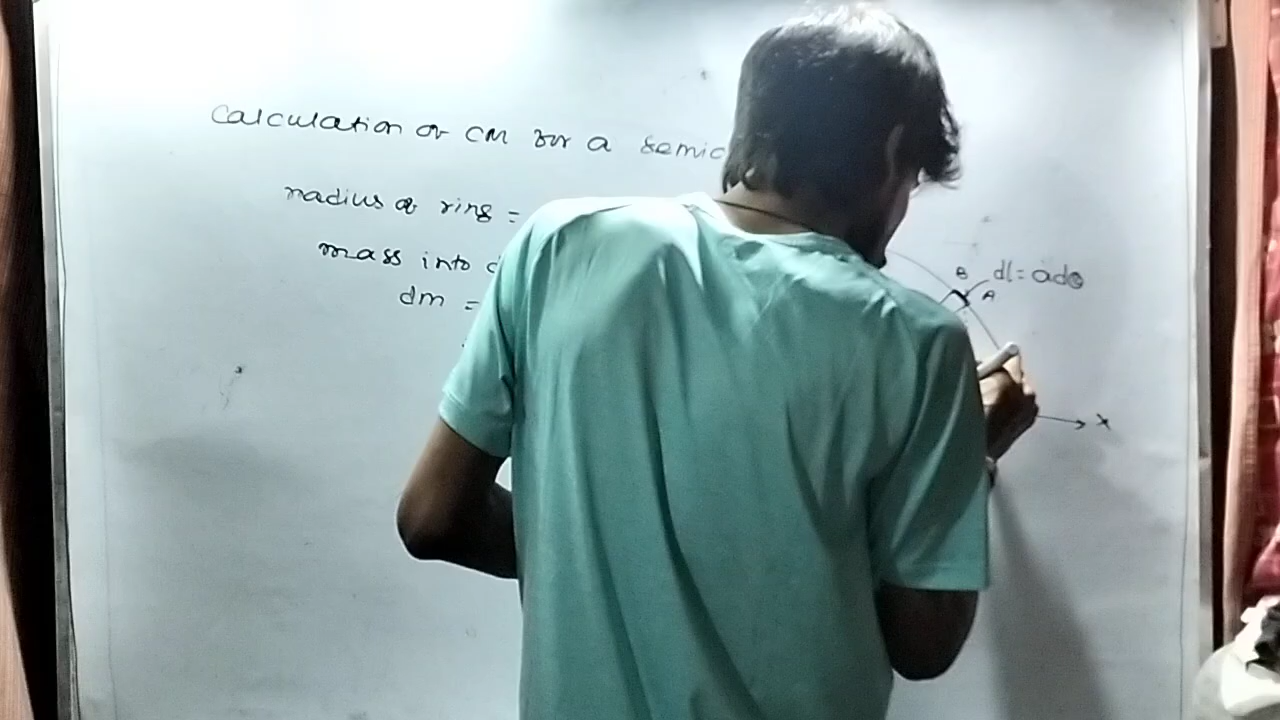 Calculation of CM for a semic
radius of ring =
mass into d
dm =
B
dl = adθ
A
X